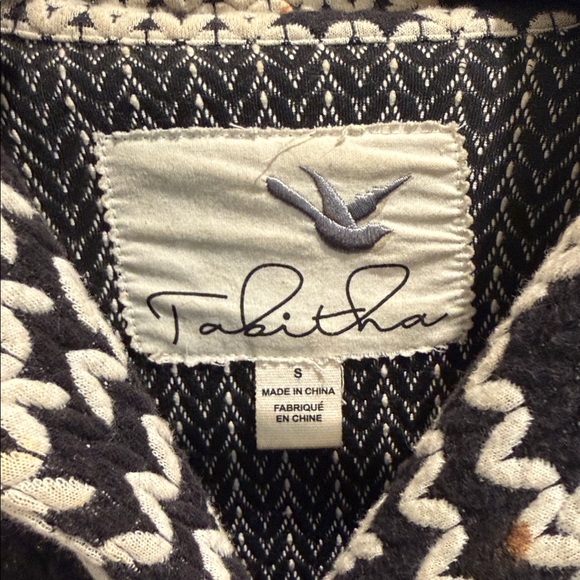 Tabitha
S
MADE IN CHINA
FABRIQUÉ
EN CHINE